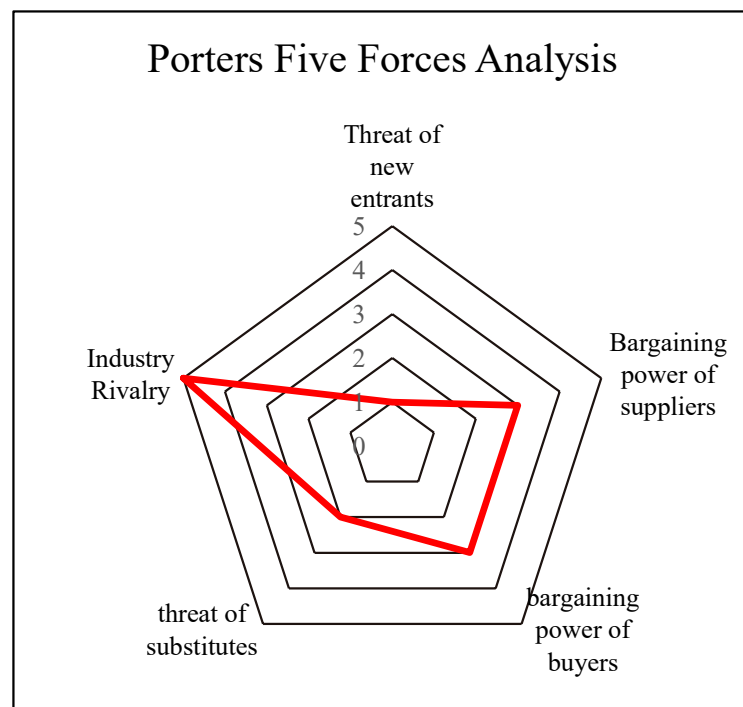 Porters Five Forces Analysis
Threat of
new
entrants
5
4
3
2
1
0
Bargaining
power of
suppliers
bargaining
power of
buyers
threat of
substitutes
Industry
Rivalry